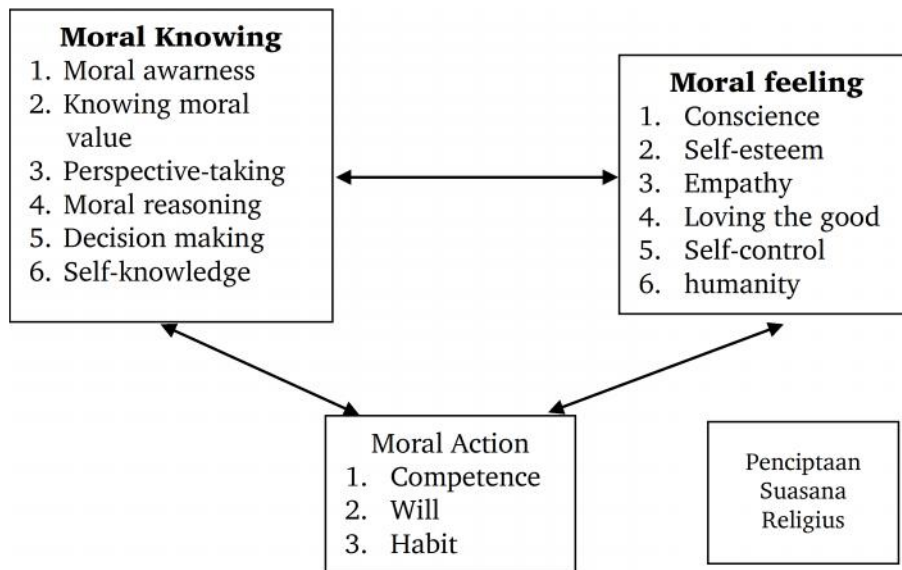 Moral Knowing
1. Moral awarness
2. Knowing moral
value
3. Perspective-taking
4. Moral reasoning
5. Decision making
6. Self-knowledge
Moral feeling
1. Conscience
2. Self-esteem
3. Empathy
4. Loving the good
5. Self-control
6. humanity
Moral Action
1. Competence
2. Will
3. Habit
Penciptaan
Suasana
Religius